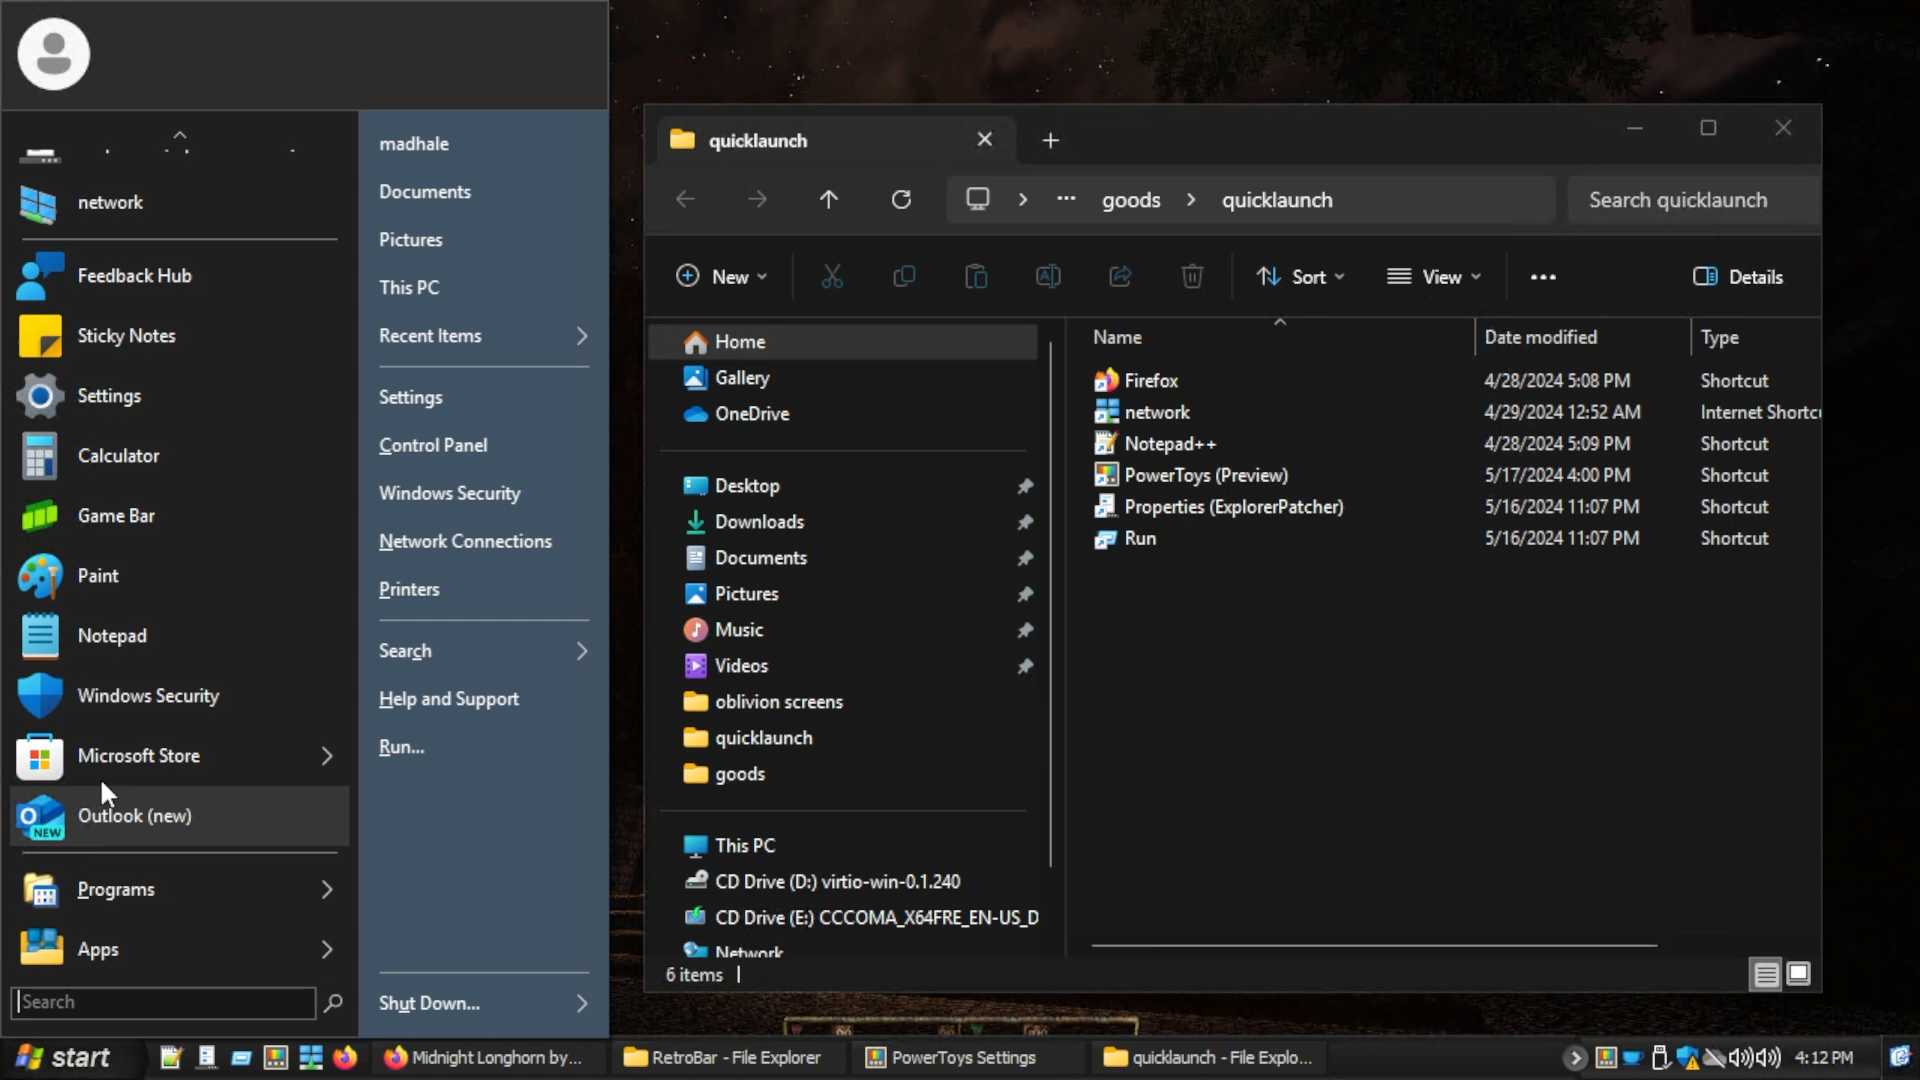 network
Feedback Hub
Sticky Notes
Settings
Calculator
Game Bar
Paint
Notepad
Windows Security
Microsoft Store
NEW
Outlook (new)
Programs
Apps
Search
madhale
Documents
Pictures
This PC
Recent Items
Settings
Control Panel
Windows Security
Network Connections
Printers
Search
Help and Support
Run...
Shut Down...
quicklaunch
goods
quicklaunch
Search quicklaunch
New
Sort
View
Details
Home
Gallery
OneDrive
Desktop
Downloads
Documents
Pictures
Music
Videos
oblivion screens
quicklaunch
goods
This PC
CD Drive (D:) virtio-win-0.1.240
CD Drive (E:) CCCOMA_X64FRE_EN-US_D
Network
Name Date modified Type
Firefox 4/28/2024 5:08 PM Shortcut
network 4/29/2024 12:52 AM Internet Shortcu
Notepad++ 4/28/2024 5:09 PM Shortcut
PowerToys (Preview) 5/17/2024 4:00 PM Shortcut
Properties (ExplorerPatcher) 5/16/2024 11:07 PM Shortcut
Run 5/16/2024 11:07 PM Shortcut
6 items
start
Midnight Longhorn by...
RetroBar - File Explorer
PowerToys Settings
quicklaunch - File Explo...
4:12 PM